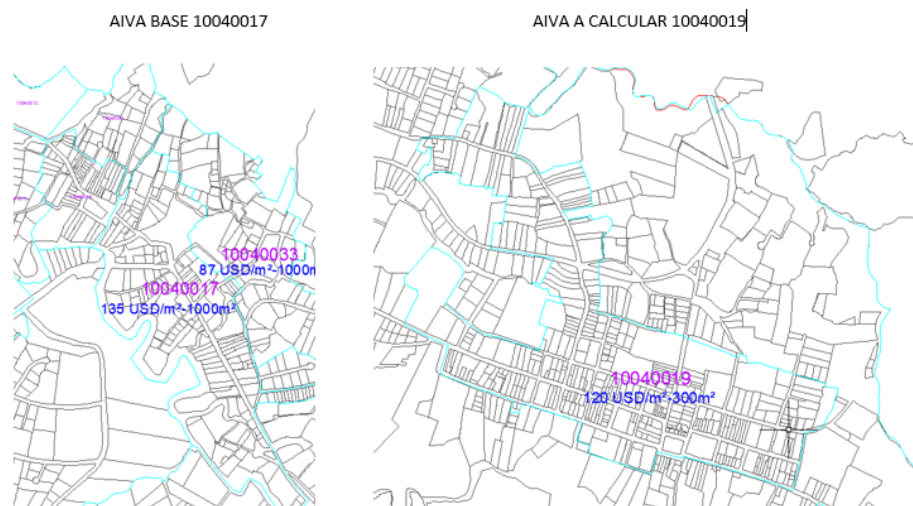 AIVA BASE 10040017
AIVA A CALCULAR 10040019
10040033
87 USD/m²-1000m
10040017
135 USD/m²-1000m²
10040019
120 USD/m²-300m²